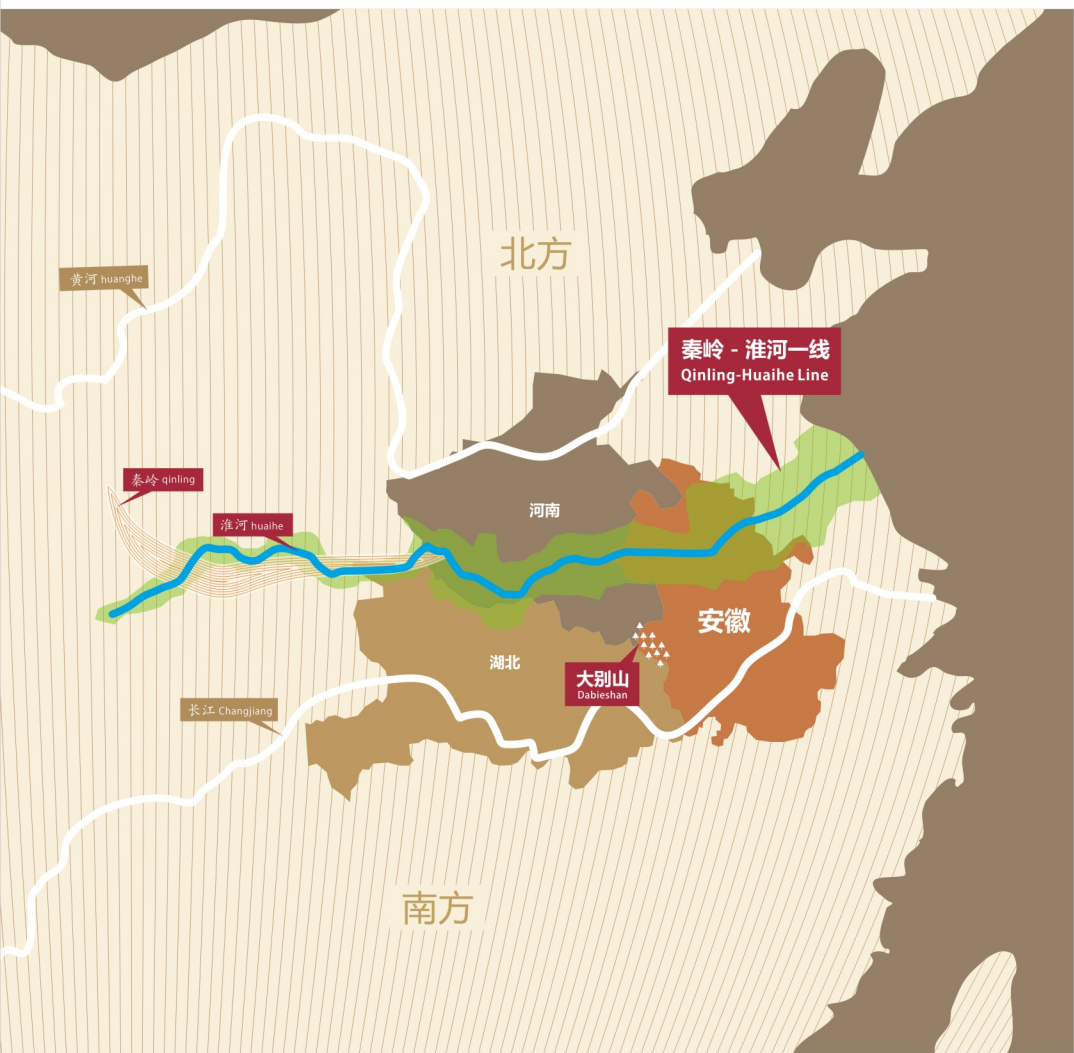 北方
黄河 huanghe
秦岭 - 淮河一线
Qinling-Huaihe Line
秦岭 qinling
河南
淮河 huaihe
安徽
湖北
大别山
Dabieshan
长江 Changjiang
南方